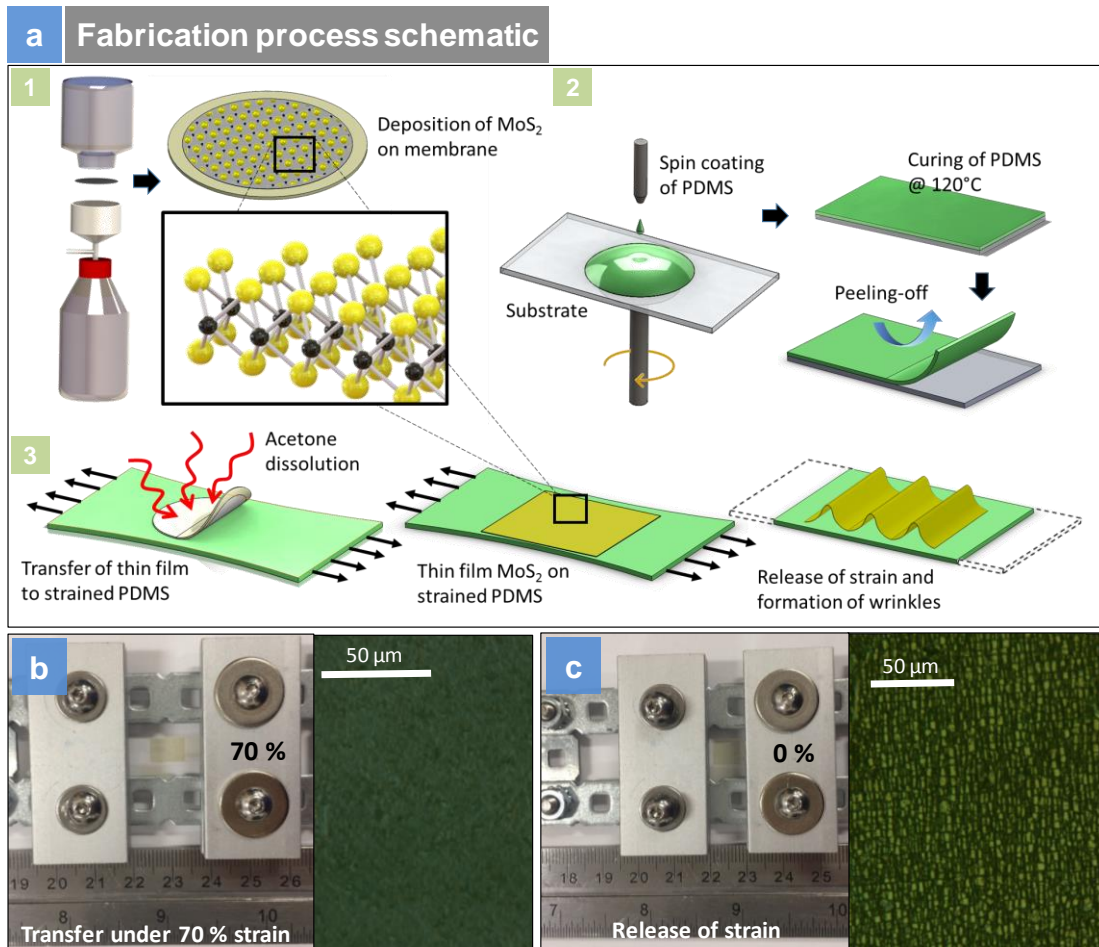 a Fabrication process schematic
1
Deposition of MoS₂
on membrane
2
Spin coating
of PDMS
Curing of PDMS
@ 120°C
Substrate
Peeling-off
3
Acetone
dissolution
Transfer of thin film
to strained PDMS
Thin film MoS₂ on
strained PDMS
Release of strain and
formation of wrinkles
b
70 %
50 µm
19 20 21 22 23 24 25 26
8 9 10
Transfer under 70 % strain
c
0 %
50 µm
18 19 20 21 22 23 24 25
7 8 9 10
Release of strain